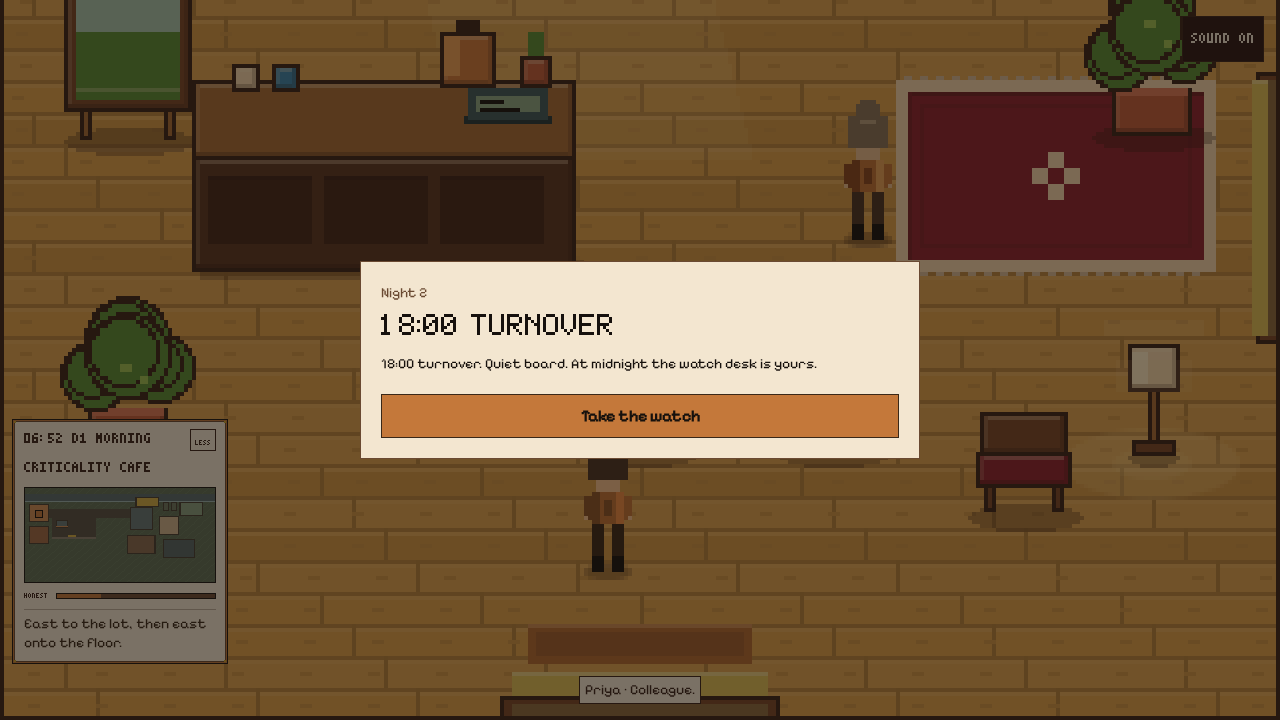 SOUND ON
Night 2
18:00 TURNOVER
18:00 turnover. Quiet board. At midnight the watch desk is yours.
Take the watch
06:52 D1 MORNING
LESS
CRITICALITY CAFE
HONEST
East to the lot, then east
onto the floor.
Priya · Colleague.